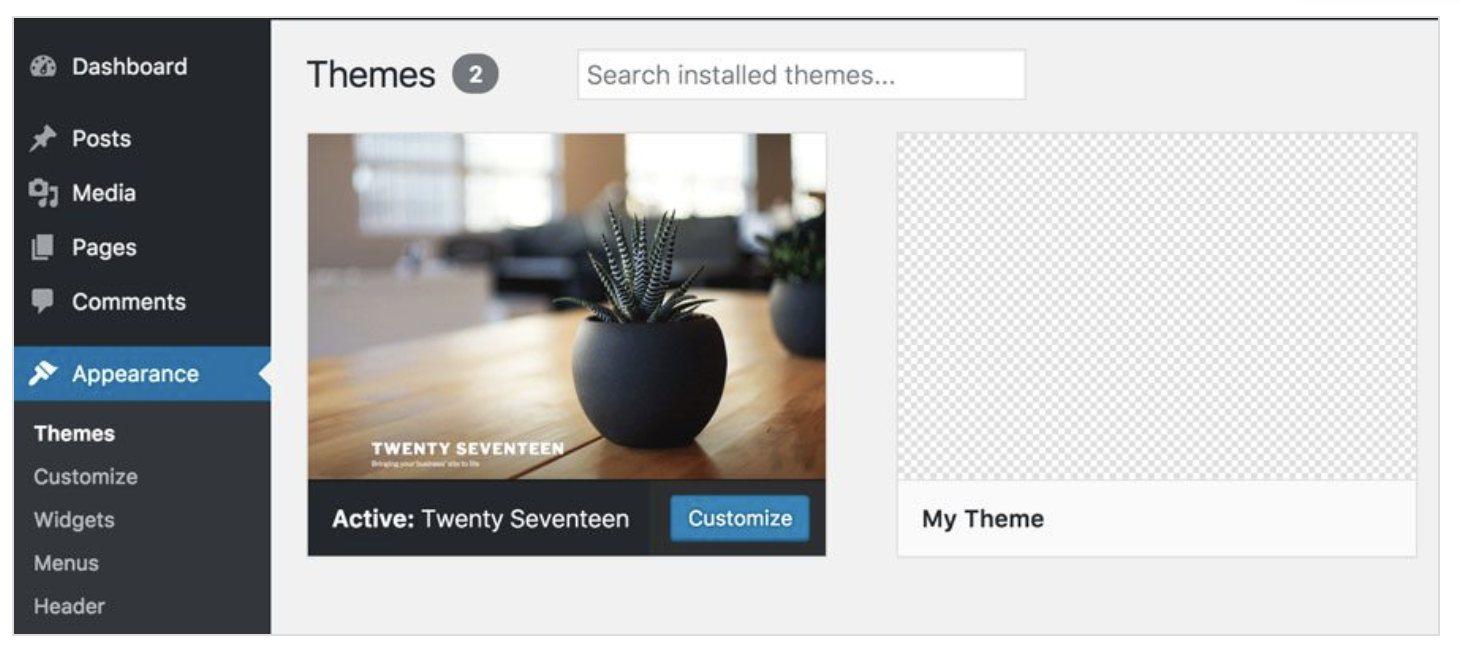 Dashboard
Posts
Media
Pages
Comments
Appearance
Themes
Customize
Widgets
Menus
Header
Themes 2
Search installed themes...
TWENTY SEVENTEEN
Bringing your business' site to life
Active: Twenty Seventeen
Customize
My Theme